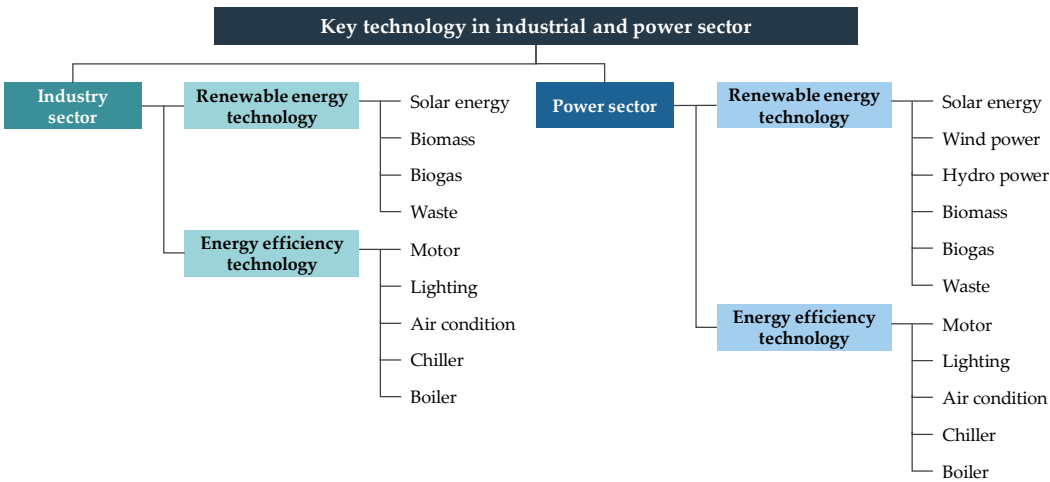 Key technology in industrial and power sector
Industry
sector
Renewable energy
technology
Solar energy
Biomass
Biogas
Waste
Energy efficiency
technology
Motor
Lighting
Air condition
Chiller
Boiler
Power sector
Renewable energy
technology
Solar energy
Wind power
Hydro power
Biomass
Biogas
Waste
Energy efficiency
technology
Motor
Lighting
Air condition
Chiller
Boiler